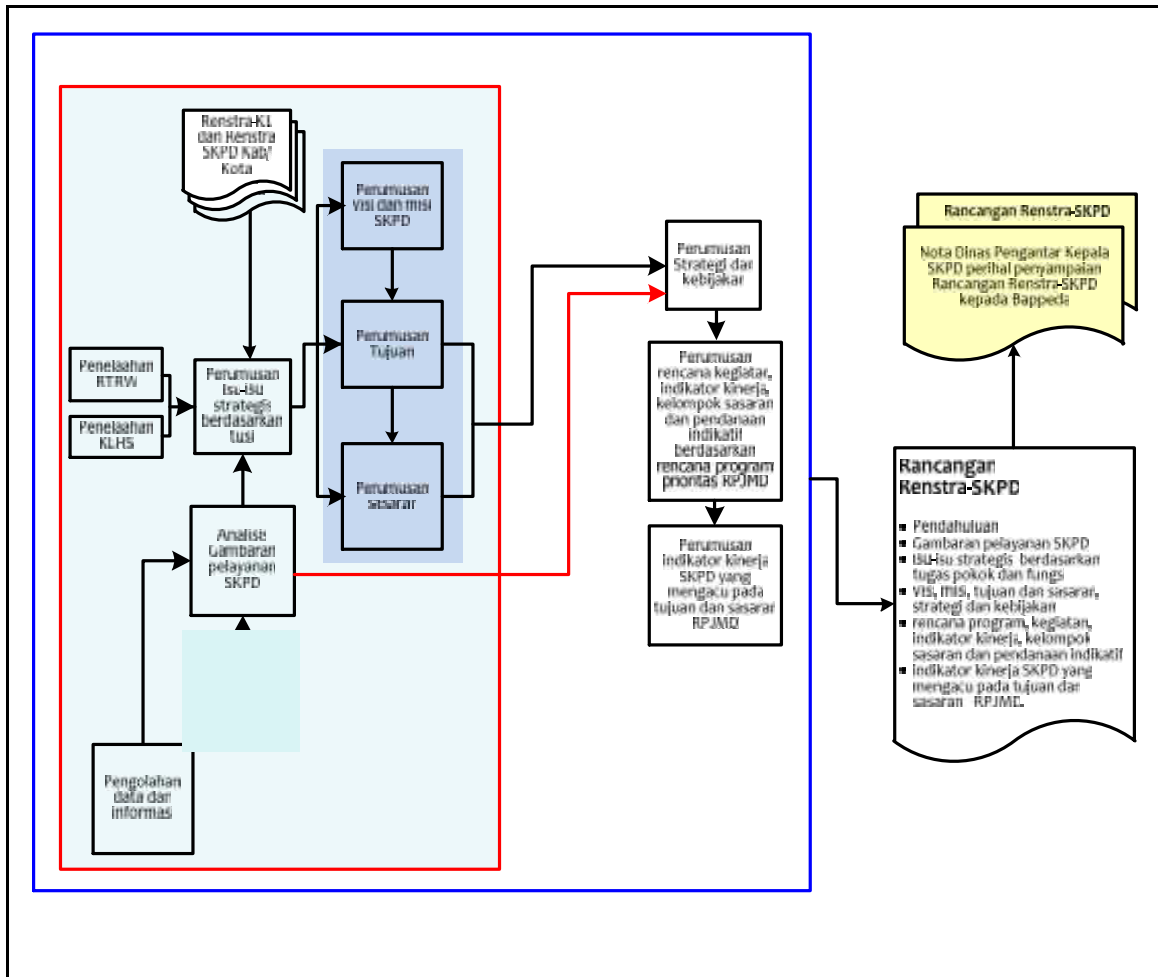 Renstra-KL
dan Renstra
SKPD Kab/
Kota
Perumusan
visi dan misi
SKPD
Perumusan
Tujuan
Perumusan
sasaran
Penelaahan
RTRW
Penelaahan
KLHS
Perumusan
Isu-isu
strategis
berdasarkan
tusi
Analisis
Gambaran
pelayanan
SKPD
Pengolahan
data dan
informasi
Perumusan
Strategi dan
kebijakan
Perumusan
rencana kegiatan,
indikator kinerja,
kelompok sasaran
dan pendanaan
indikatif
berdasarkan
rencana program
prioritas RPJMD
Perumusan
indikator kinerja
SKPD yang
mengacu pada
tujuan dan sasaran
RPJMD
Rancangan Renstra-SKPD
Nota Dinas Pengantar Kepala
SKPD perihal penyampaian
Rancangan Renstra-SKPD
kepada Bappeda
Rancangan
Renstra-SKPD
▪ Pendahuluan
▪ Gambaran pelayanan SKPD
▪ isu-isu strategis berdasarkan
tugas pokok dan fungsi
▪ visi, misi, tujuan dan sasaran,
strategi dan kebijakan
▪ rencana program, kegiatan,
indikator kinerja, kelompok
sasaran dan pendanaan indikatif
▪ indikator kinerja SKPD yang
mengacu pada tujuan dan
sasaran RPJMD.